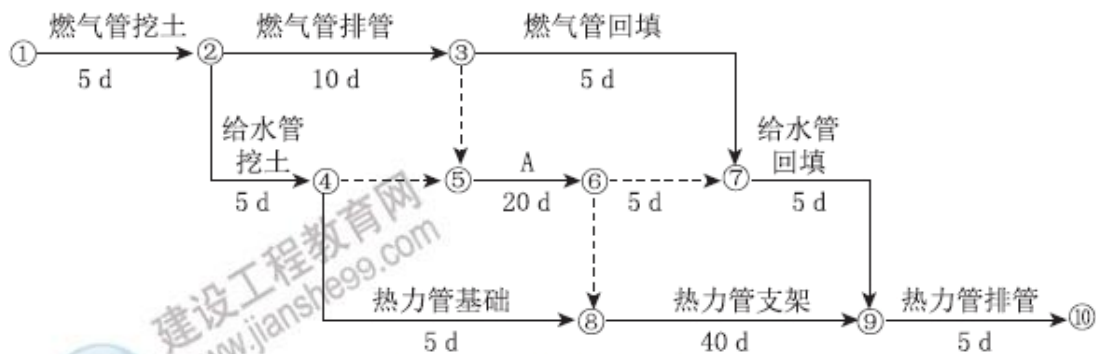 燃气管挖土 燃气管排管 燃气管回填
① ② ③
5 d 10 d 5 d
给水管 给水管
挖土 A 回填
④ ⑤ ⑥ ⑦
5 d 20 d 5 d 5 d
热力管基础 热力管支架 热力管排管
⑧ ⑨ ⑩
5 d 40 d 5 d
建设工程教育网
www.jianshe99.com